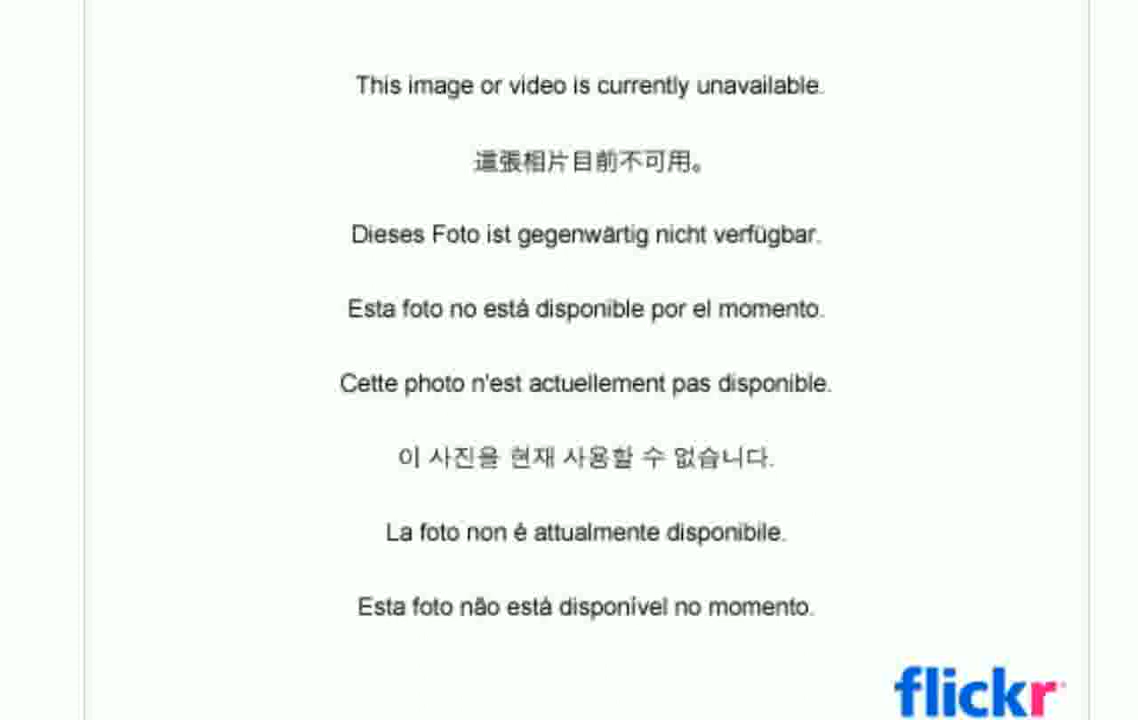 This image or video is currently unavailable.
這張相片目前不可用。
Dieses Foto ist gegenwärtig nicht verfügbar.
Esta foto no está disponible por el momento.
Cette photo n'est actuellement pas disponible.
이 사진을 현재 사용할 수 없습니다.
La foto non é attualmente disponibile.
Esta foto não está disponível no momento.
flickr